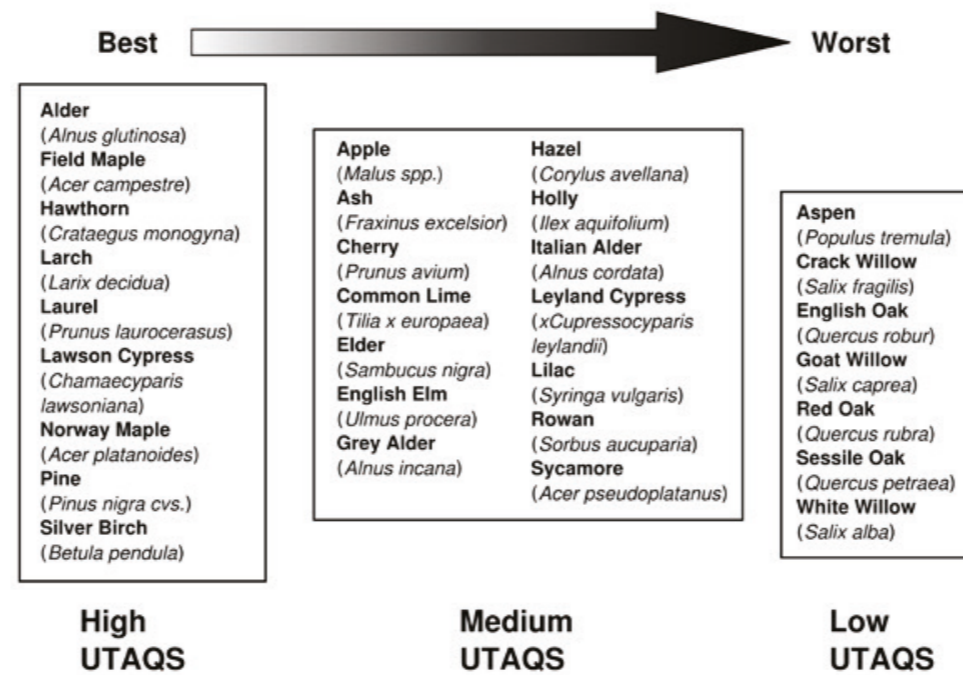 Best
Worst
Alder
(Alnus glutinosa)
Field Maple
(Acer campestre)
Hawthorn
(Crataegus monogyna)
Larch
(Larix decidua)
Laurel
(Prunus laurocerasus)
Lawson Cypress
(Chamaecyparis
lawsoniana)
Norway Maple
(Acer platanoides)
Pine
(Pinus nigra cvs.)
Silver Birch
(Betula pendula)
Apple
(Malus spp.)
Ash
(Fraxinus excelsior)
Cherry
(Prunus avium)
Common Lime
(Tilia x europaea)
Elder
(Sambucus nigra)
English Elm
(Ulmus procera)
Grey Alder
(Alnus incana)
Hazel
(Corylus avellana)
Holly
(Ilex aquifolium)
Italian Alder
(Alnus cordata)
Leyland Cypress
(xCupressocyparis
leylandii)
Lilac
(Syringa vulgaris)
Rowan
(Sorbus aucuparia)
Sycamore
(Acer pseudoplatanus)
Aspen
(Populus tremula)
Crack Willow
(Salix fragilis)
English Oak
(Quercus robur)
Goat Willow
(Salix caprea)
Red Oak
(Quercus rubra)
Sessile Oak
(Quercus petraea)
White Willow
(Salix alba)
High
UTAQS
Medium
UTAQS
Low
UTAQS